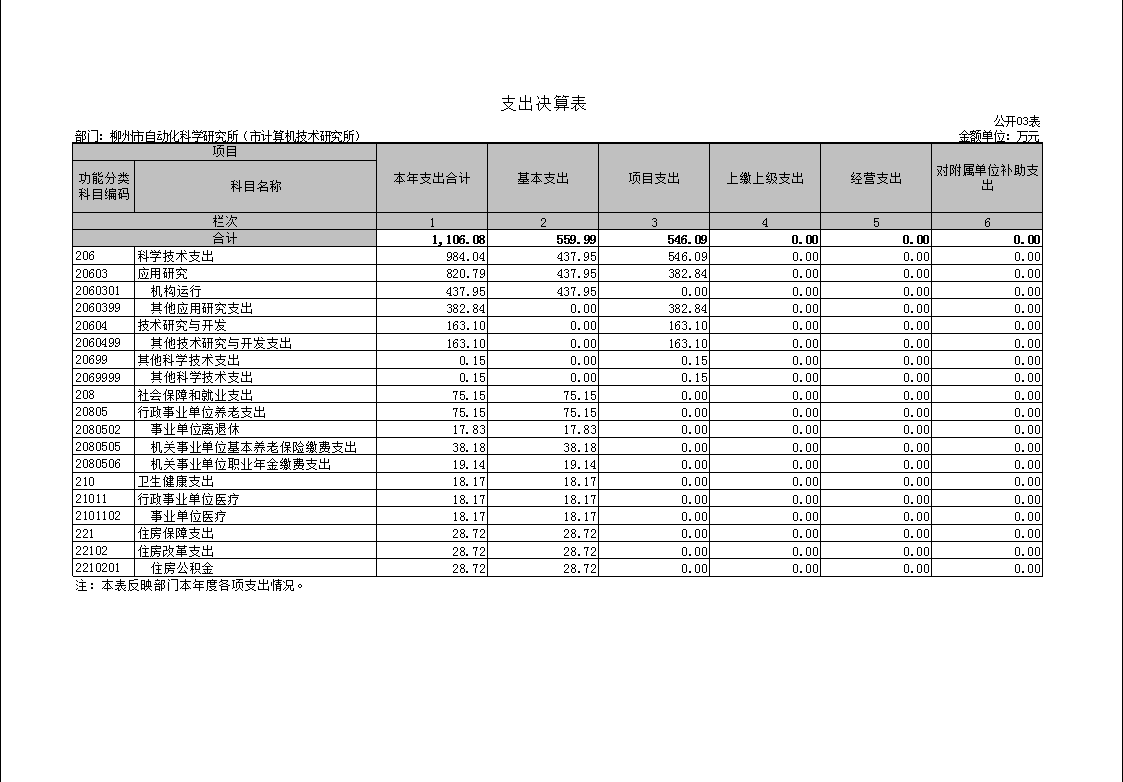 支出决算表
公开03表
部门：柳州市自动化科学研究所（市计算机技术研究所） 金额单位：万元
项目 本年支出合计 基本支出 项目支出 上缴上级支出 经营支出 对附属单位补助支出
功能分类科目编码 科目名称
栏次 1 2 3 4 5 6
合计 1,106.08 559.99 546.09 0.00 0.00 0.00
206 科学技术支出 984.04 437.95 546.09 0.00 0.00 0.00
20603 应用研究 820.79 437.95 382.84 0.00 0.00 0.00
2060301 机构运行 437.95 437.95 0.00 0.00 0.00 0.00
2060399 其他应用研究支出 382.84 0.00 382.84 0.00 0.00 0.00
20604 技术研究与开发 163.10 0.00 163.10 0.00 0.00 0.00
2060499 其他技术研究与开发支出 163.10 0.00 163.10 0.00 0.00 0.00
20699 其他科学技术支出 0.15 0.00 0.15 0.00 0.00 0.00
2069999 其他科学技术支出 0.15 0.00 0.15 0.00 0.00 0.00
208 社会保障和就业支出 75.15 75.15 0.00 0.00 0.00 0.00
20805 行政事业单位养老支出 75.15 75.15 0.00 0.00 0.00 0.00
2080502 事业单位离退休 17.83 17.83 0.00 0.00 0.00 0.00
2080505 机关事业单位基本养老保险缴费支出 38.18 38.18 0.00 0.00 0.00 0.00
2080506 机关事业单位职业年金缴费支出 19.14 19.14 0.00 0.00 0.00 0.00
210 卫生健康支出 18.17 18.17 0.00 0.00 0.00 0.00
21011 行政事业单位医疗 18.17 18.17 0.00 0.00 0.00 0.00
2101102 事业单位医疗 18.17 18.17 0.00 0.00 0.00 0.00
221 住房保障支出 28.72 28.72 0.00 0.00 0.00 0.00
22102 住房改革支出 28.72 28.72 0.00 0.00 0.00 0.00
2210201 住房公积金 28.72 28.72 0.00 0.00 0.00 0.00
注：本表反映部门本年度各项支出情况。